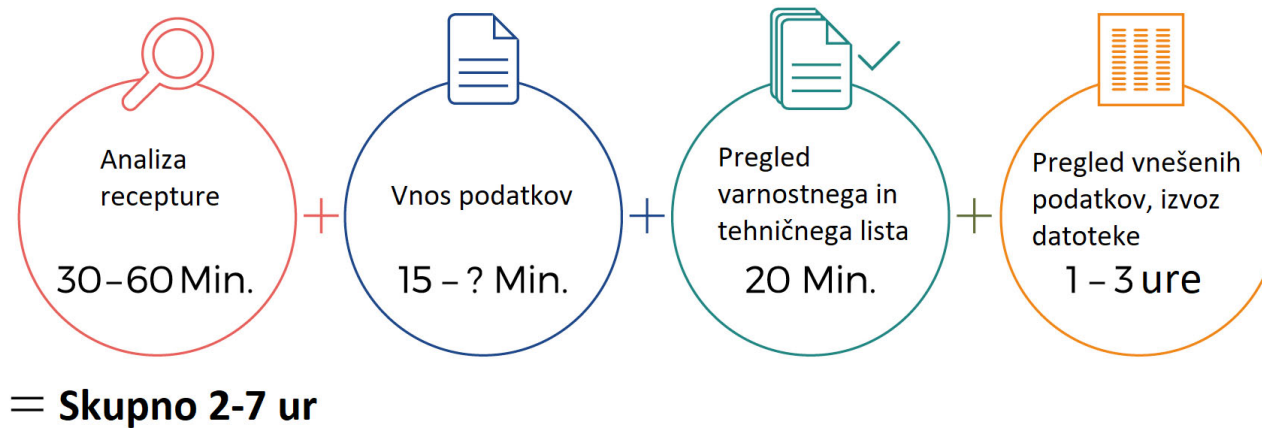 Analiza
recepture
30–60 Min.
+
Vnos podatkov
15 – ? Min.
+
Pregled
varnostnega in
tehničnega lista
20 Min.
+
Pregled vnešenih
podatkov, izvoz
datoteke
1 – 3 ure
= Skupno 2-7 ur